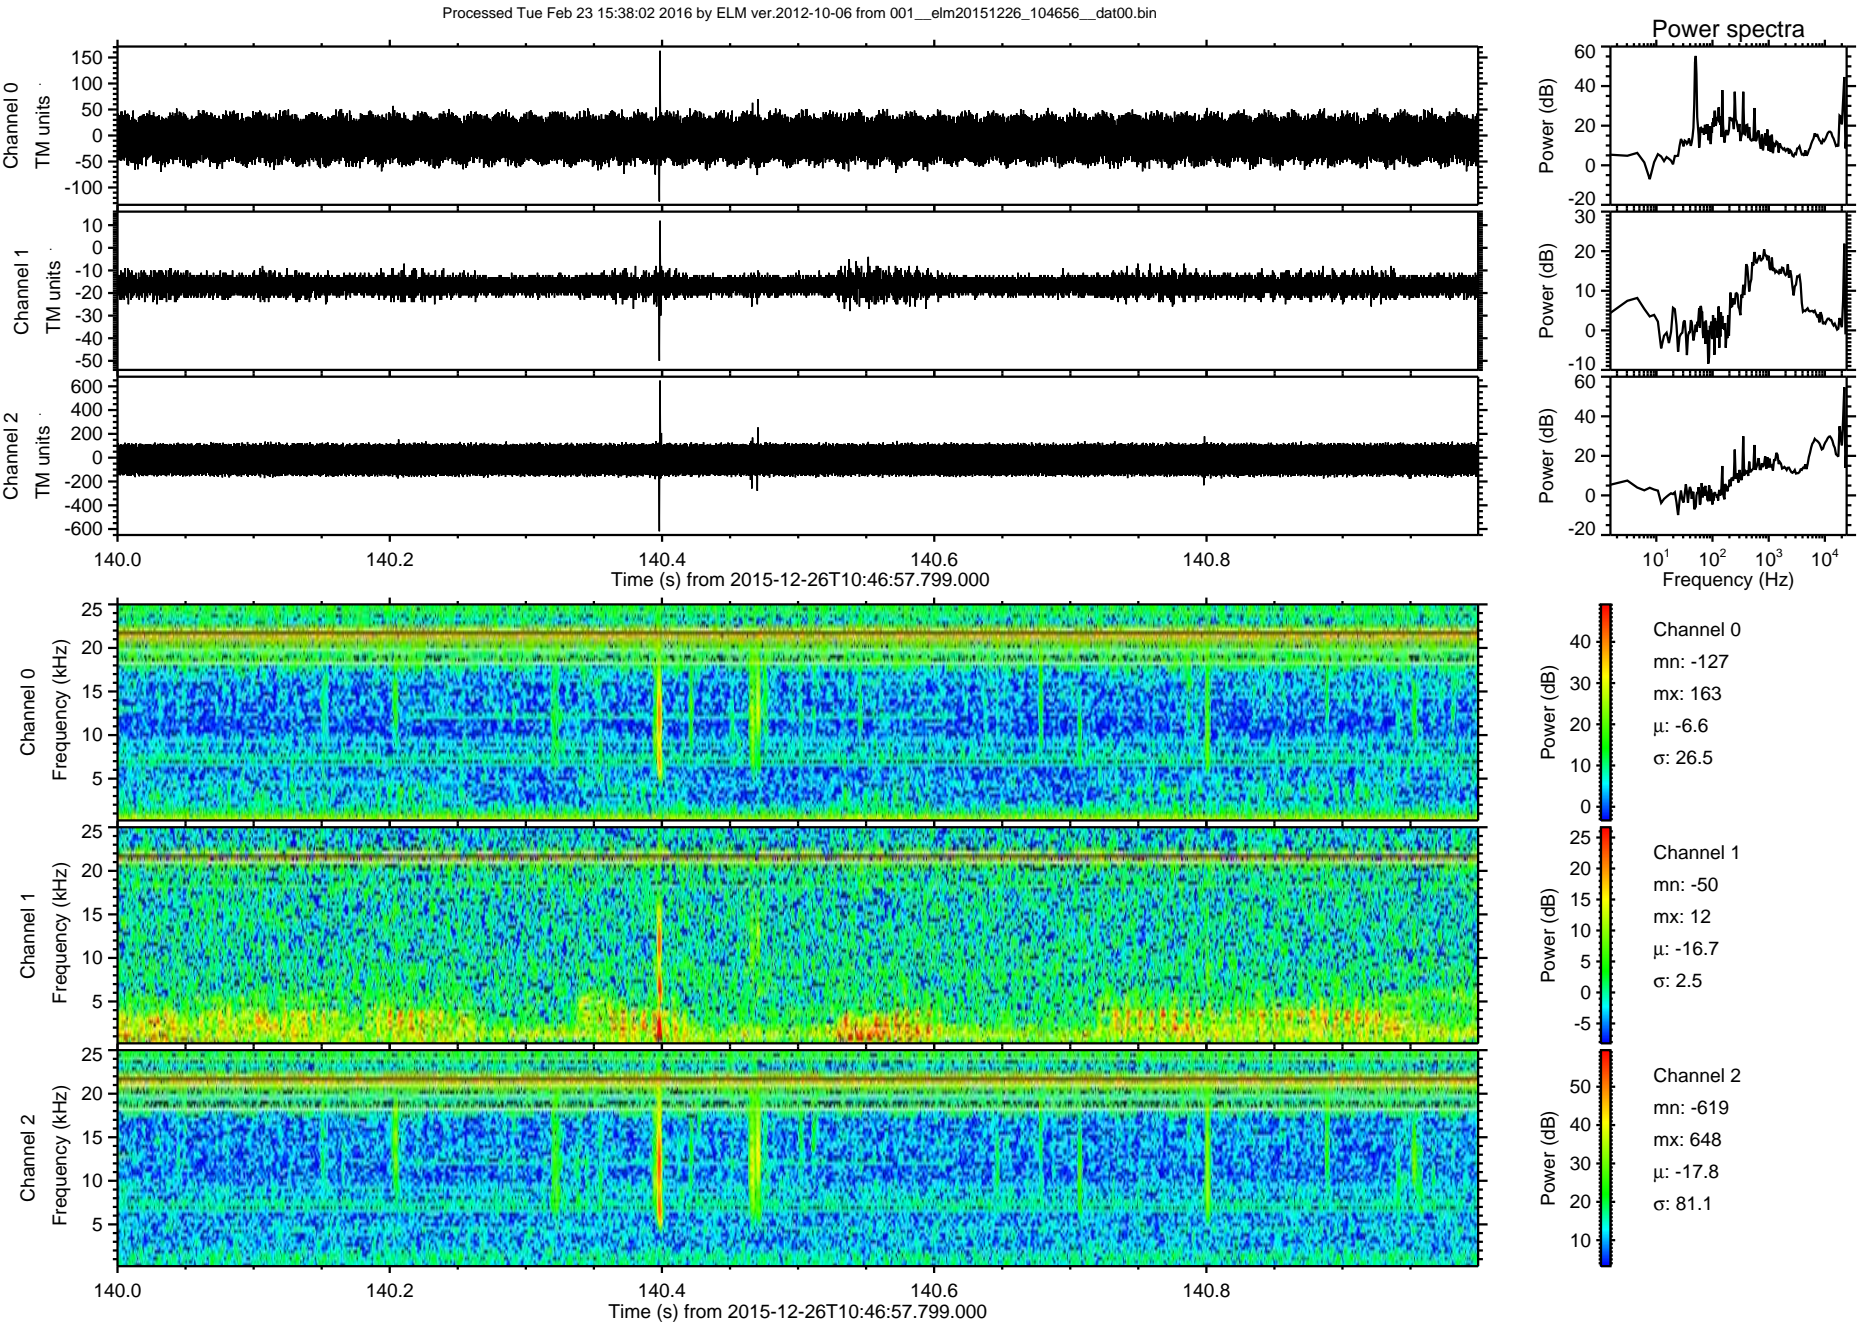 Processed Tue Feb 23 15:38:02 2016 by ELM ver.2012-10-06 from 001__elm20151226_104656__dat00.bin
Power spectra
Channel 0
TM units
150
100
50
0
-50
-100
Power (dB)
60
40
20
0
-20
Channel 1
TM units
10
0
-10
-20
-30
-40
-50
Power (dB)
30
20
10
0
-10
Channel 2
TM units
600
400
200
0
-200
-400
-600
Power (dB)
60
40
20
0
-20
140.0 140.2 140.4 140.6 140.8
Time (s) from 2015-12-26T10:46:57.799.000
10¹ 10² 10³ 10⁴
Frequency (Hz)
Channel 0
Frequency (kHz)
25
20
15
10
5
Power (dB)
40
30
20
10
0
Channel 0
mn: -127
mx: 163
μ: -6.6
σ: 26.5
Channel 1
Frequency (kHz)
25
20
15
10
5
Power (dB)
25
20
15
10
5
0
-5
Channel 1
mn: -50
mx: 12
μ: -16.7
σ: 2.5
Channel 2
Frequency (kHz)
25
20
15
10
5
Power (dB)
50
40
30
20
10
Channel 2
mn: -619
mx: 648
μ: -17.8
σ: 81.1
140.0 140.2 140.4 140.6 140.8
Time (s) from 2015-12-26T10:46:57.799.000